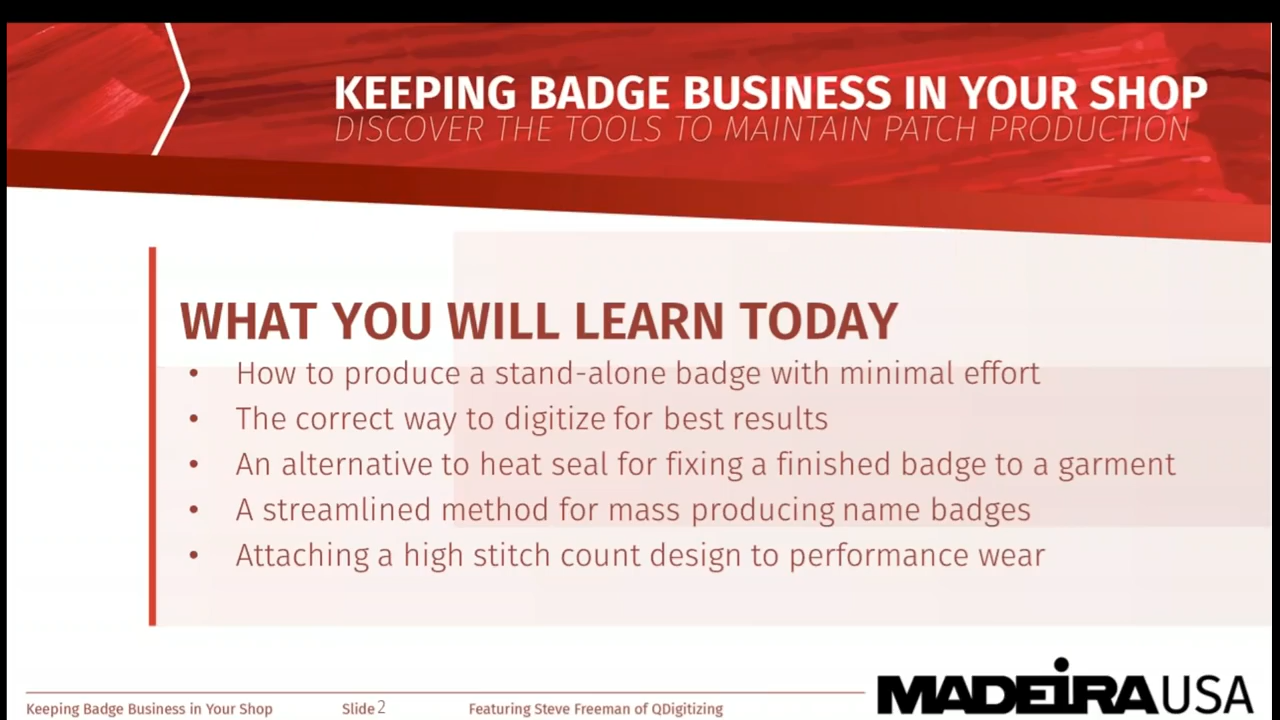 KEEPING BADGE BUSINESS IN YOUR SHOP
DISCOVER THE TOOLS TO MAINTAIN PATCH PRODUCTION
WHAT YOU WILL LEARN TODAY
• How to produce a stand-alone badge with minimal effort
• The correct way to digitize for best results
• An alternative to heat seal for fixing a finished badge to a garment
• A streamlined method for mass producing name badges
• Attaching a high stitch count design to performance wear
Keeping Badge Business in Your Shop
Slide 2
Featuring Steve Freeman of QDigitizing
MADEIRA USA